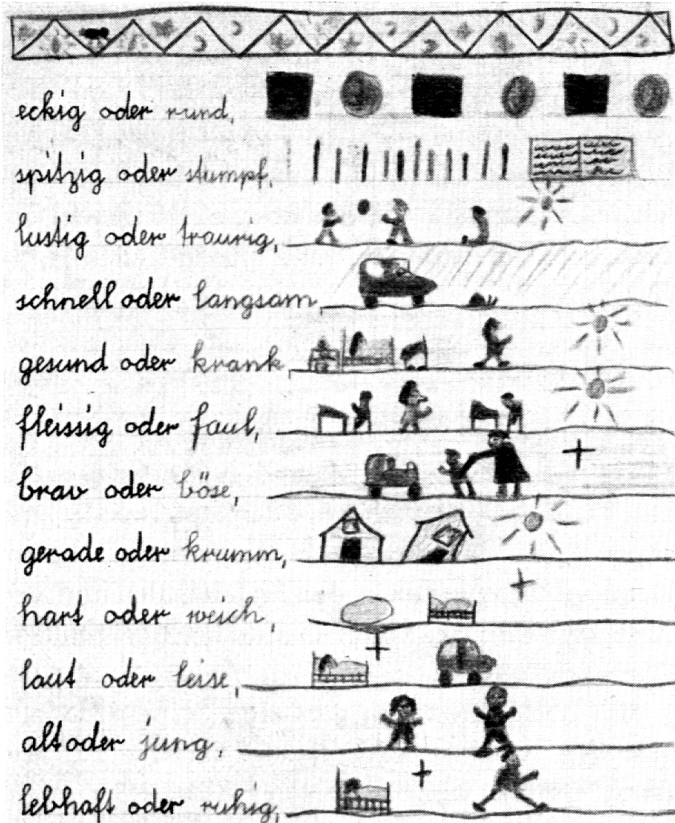 eckig oder rund,
spitzig oder stumpf,
lustig oder traurig,
schnell oder langsam,
gesund oder krank,
fleissig oder faul,
brav oder böse,
gerade oder krumm,
hart oder weich,
laut oder leise,
alt oder jung,
lebhaft oder ruhig,